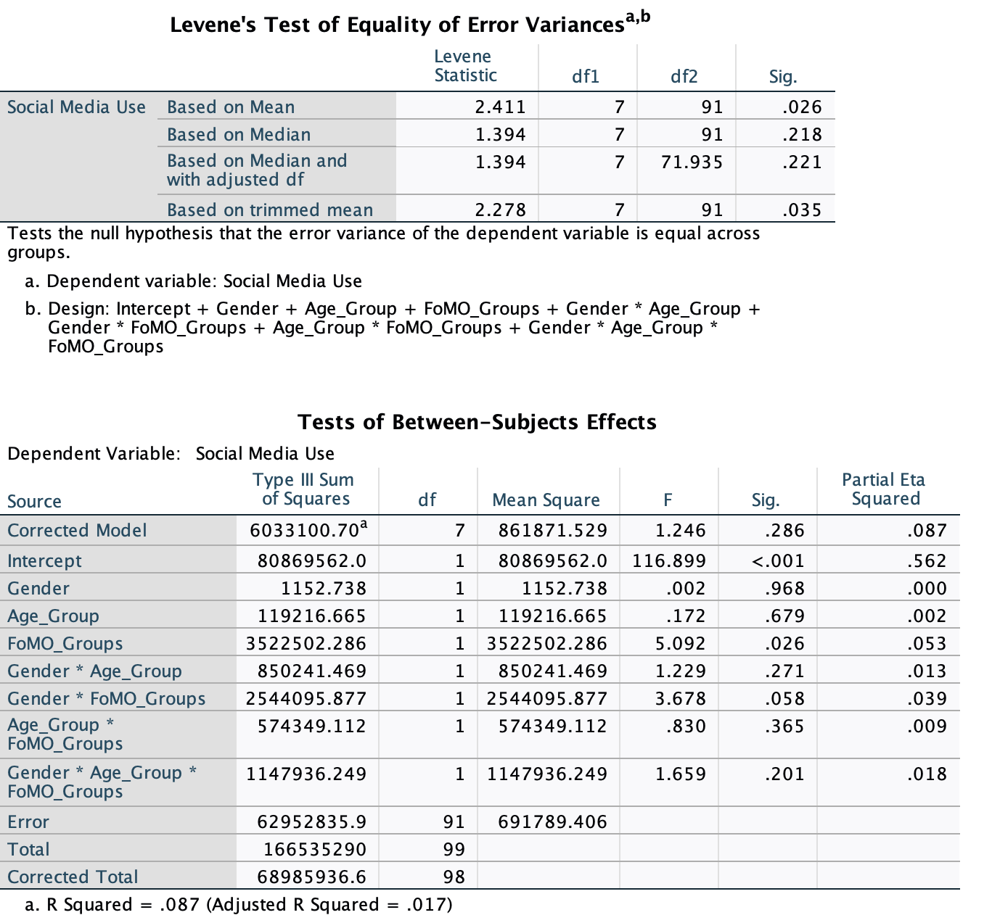 Levene's Test of Equality of Error Variancesa,b
Levene Statistic df1 df2 Sig.
Social Media Use Based on Mean 2.411 7 91 .026
Based on Median 1.394 7 91 .218
Based on Median and with adjusted df 1.394 7 71.935 .221
Based on trimmed mean 2.278 7 91 .035
Tests the null hypothesis that the error variance of the dependent variable is equal across
groups.
a. Dependent variable: Social Media Use
b. Design: Intercept + Gender + Age_Group + FoMO_Groups + Gender * Age_Group +
Gender * FoMO_Groups + Age_Group * FoMO_Groups + Gender * Age_Group *
FoMO_Groups
Tests of Between-Subjects Effects
Dependent Variable: Social Media Use
Source Type III Sum of Squares df Mean Square F Sig. Partial Eta Squared
Corrected Model 6033100.70a 7 861871.529 1.246 .286 .087
Intercept 80869562.0 1 80869562.0 116.899 <.001 .562
Gender 1152.738 1 1152.738 .002 .968 .000
Age_Group 119216.665 1 119216.665 .172 .679 .002
FoMO_Groups 3522502.286 1 3522502.286 5.092 .026 .053
Gender * Age_Group 850241.469 1 850241.469 1.229 .271 .013
Gender * FoMO_Groups 2544095.877 1 2544095.877 3.678 .058 .039
Age_Group * FoMO_Groups 574349.112 1 574349.112 .830 .365 .009
Gender * Age_Group * FoMO_Groups 1147936.249 1 1147936.249 1.659 .201 .018
Error 62952835.9 91 691789.406
Total 166535290 99
Corrected Total 68985936.6 98
a. R Squared = .087 (Adjusted R Squared = .017)